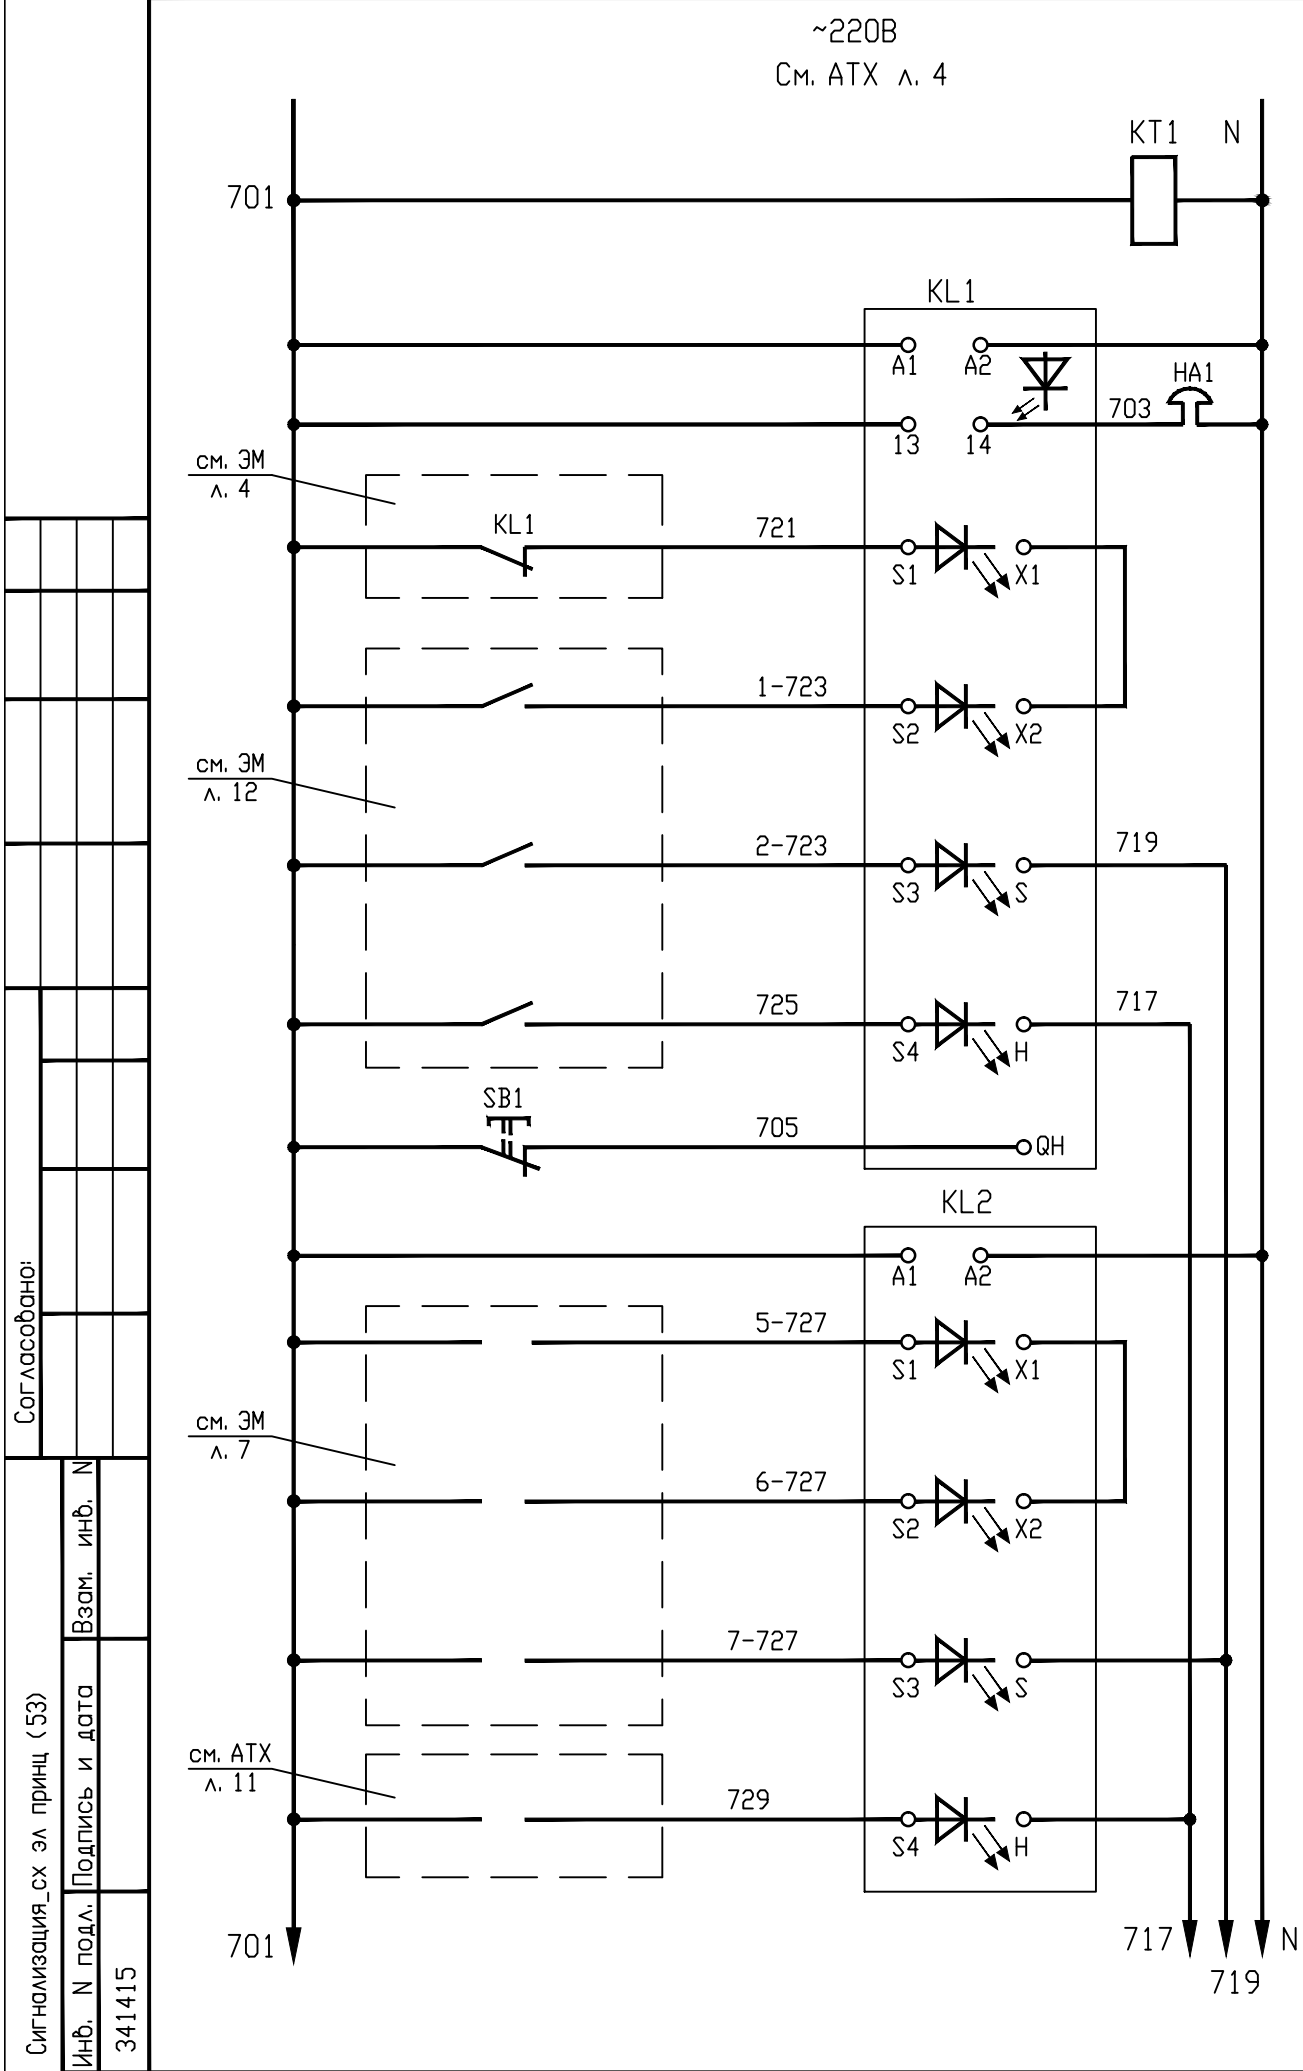 ~220В
См. АТХ л. 4
KT1 N
701
KL1
A1 A2
HA1
703
13 14
см. ЭМ
л. 4
KL1 721
S1 X1
1-723
S2 X2
см. ЭМ
л. 12
2-723 719
S3 S
725 717
S4 H
SB1
705
QH
KL2
A1 A2
5-727
S1 X1
см. ЭМ
л. 7
6-727
S2 X2
7-727
S3 S
см. АТХ
л. 11
729
S4 H
701 717 N
719
Согласовано:
Взам. инв. N
Подпись и дата
Инв. N подл.
341415
Сигнализация_сх эл принц (53)